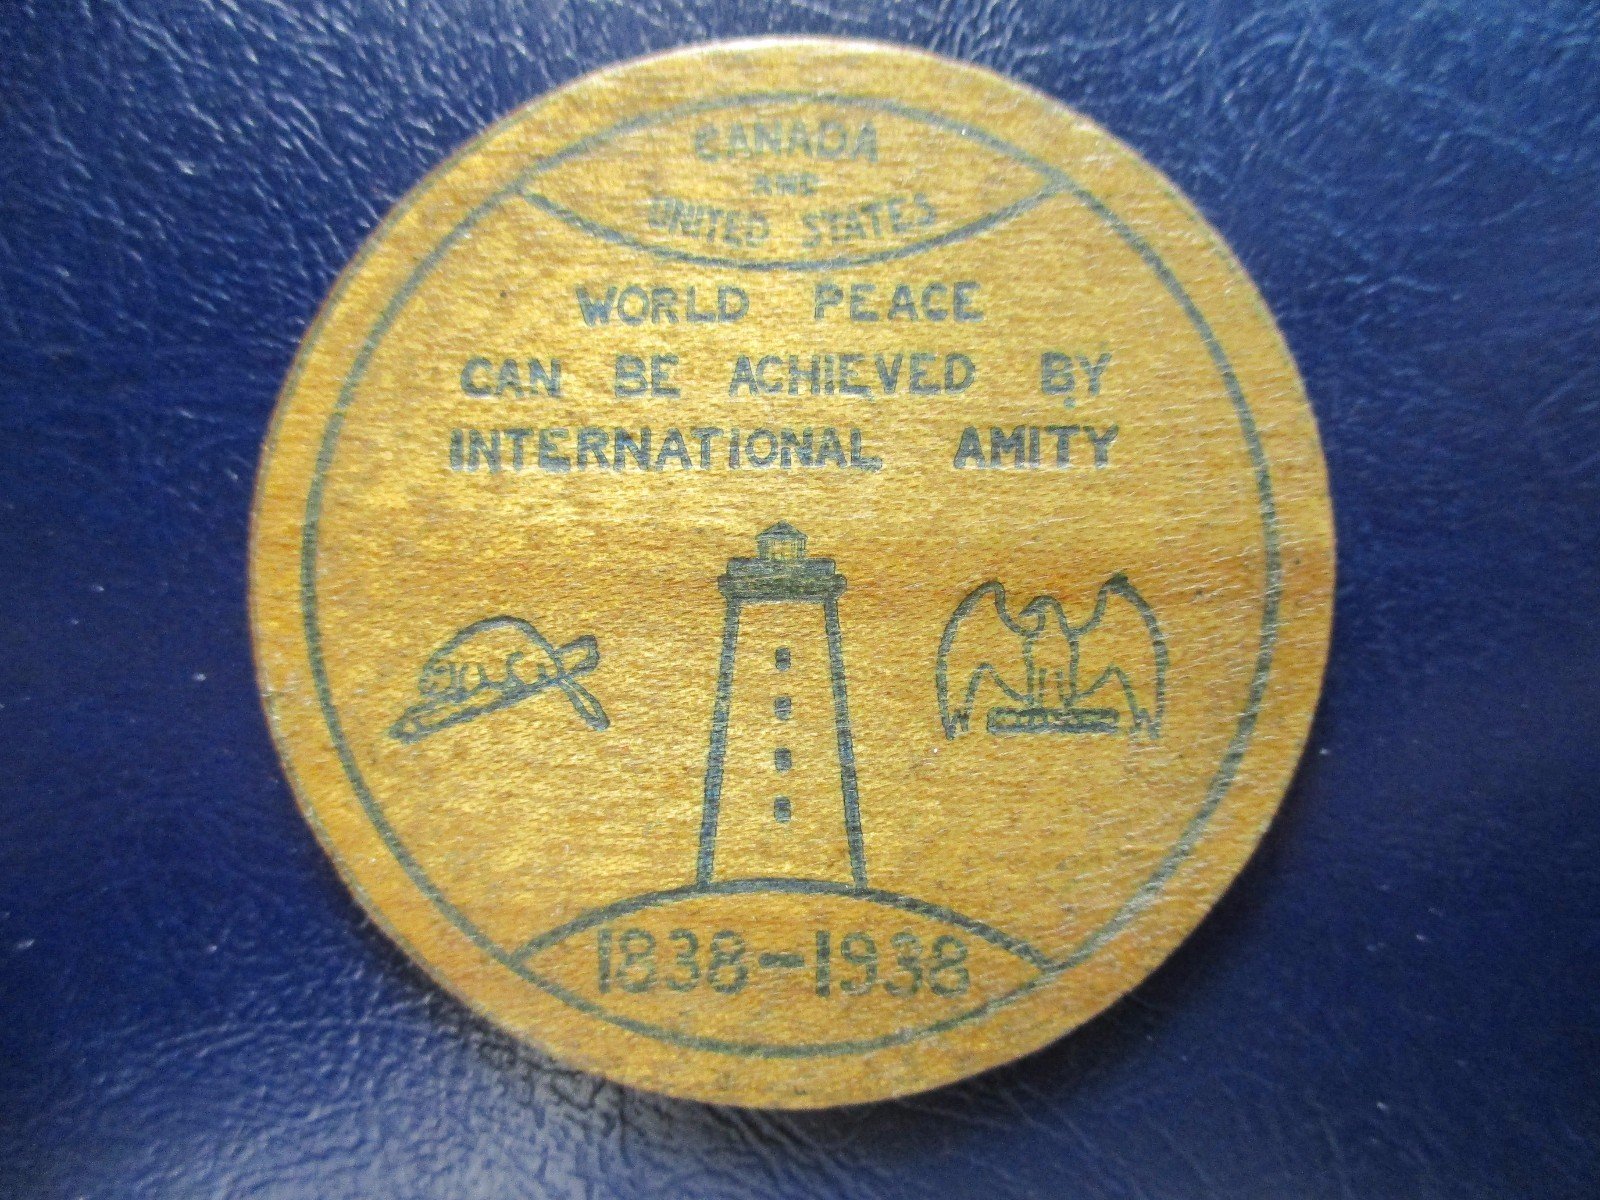 CANADA
AND
UNITED STATES
WORLD PEACE
CAN BE ACHIEVED BY
INTERNATIONAL AMITY
1838-1938